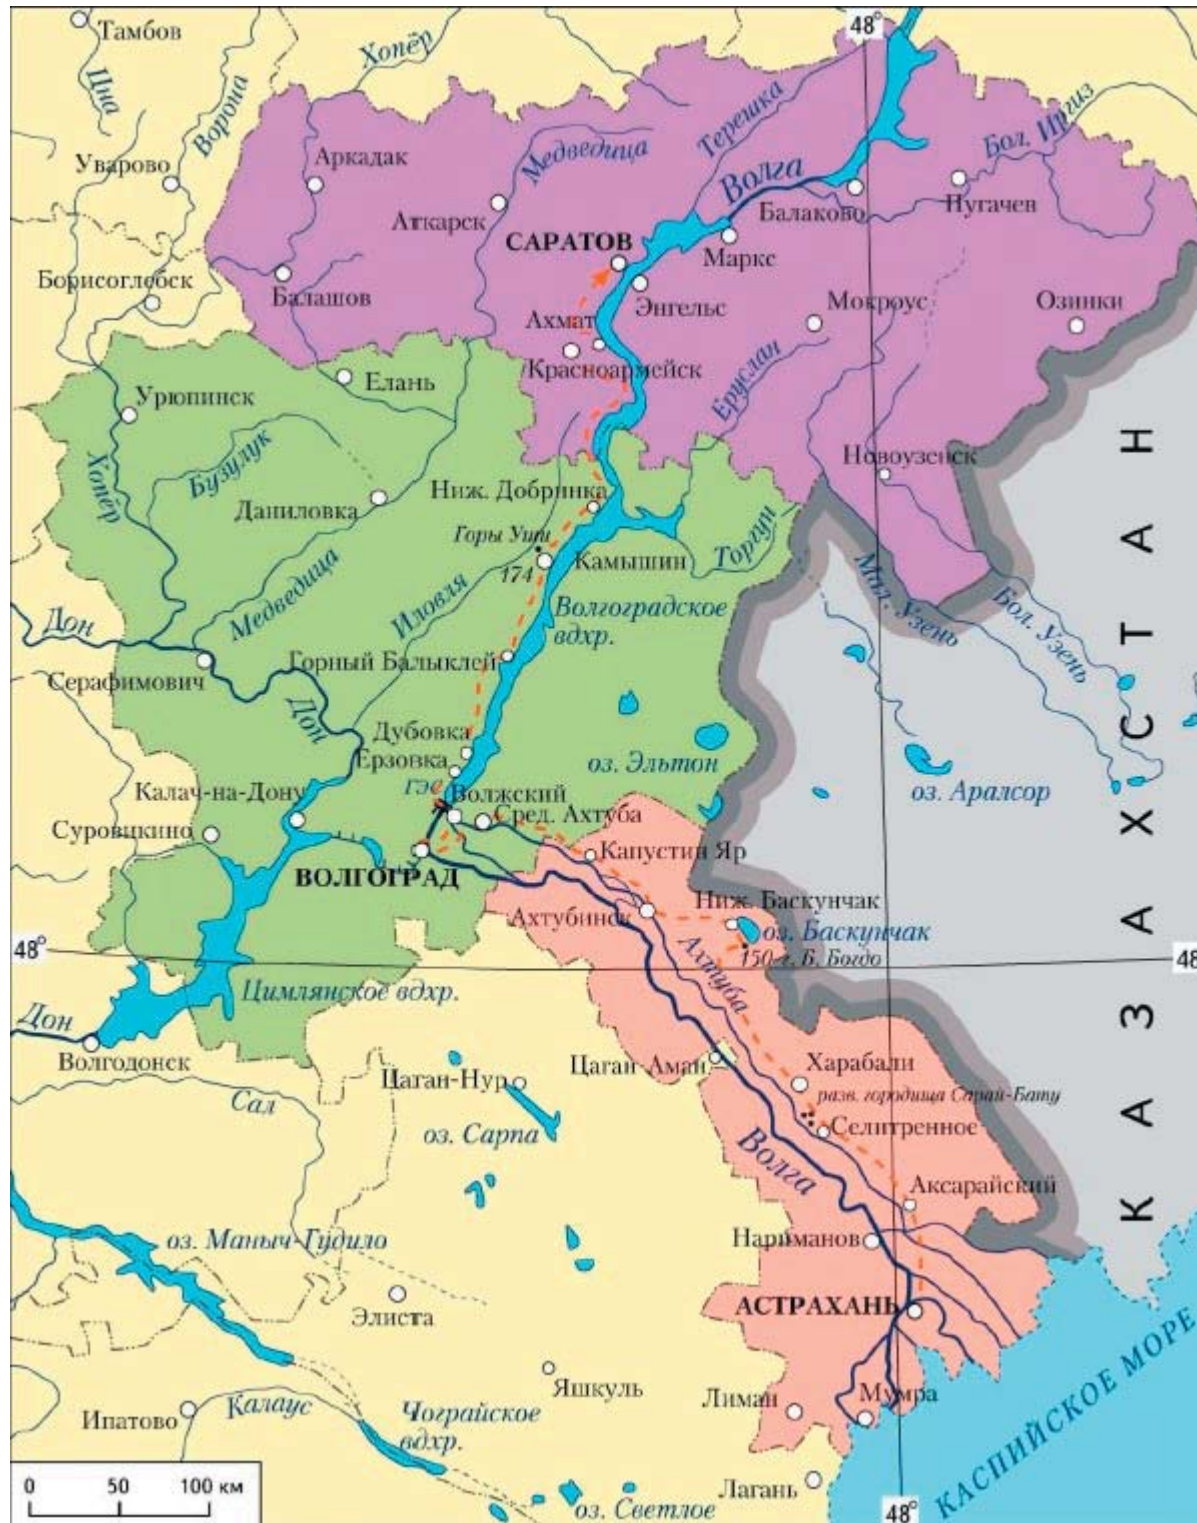 48°
Тамбов
Хопёр
Цна
Ворона
Терешка
Бол. Иргиз
Медведица
Уварово
Аркадак
Волга
Балаково
Пугачев
Аткарск
САРАТОВ
Маркс
Борисоглебск
Балашов
Энгельс
Мокроус
Озинки
Ахмат
Красноармейск
Елань
Еруслан
Урюпинск
Бузулук
Хопёр
Новоузенск
Даниловка
Ниж. Добринка
Горы Уши
174
Камышин
Торгун
Медведица
Иловля
Волгоградское
вдхр.
Мал. Узень
Бол. Узень
Дон
Серафимович
Горный Балыклей
Дон
Дубовка
Ерзовка
оз. Эльтон
оз. Аралсор
КАЗАХСТАН
ГЭС
Калач-на-Дону
Волжский
Суровикино
Сред. Ахтуба
Капустин Яр
ВОЛГОГРАД
Ахтубинск
Ниж. Баскунчак
оз. Баскунчак
150 г. Б. Богдо
48°
48
Ахтуба
Цимлянское вдхр.
Дон
Волгодонск
Цаган-Аман
Харабали
Цаган-Нур
разв. городища Сарай-Бату
Сал
оз. Сарпа
Селитренное
Волга
Аксарайский
оз. Маныч-Гудило
Нариманов
АСТРАХАНЬ
Элиста
Яшкуль
КАСПИЙСКОЕ МОРЕ
Лиман
Мумра
Ипатово
Калаус
Чограйское
вдхр.
Лагань
0 50 100 км
оз. Светлое
48°